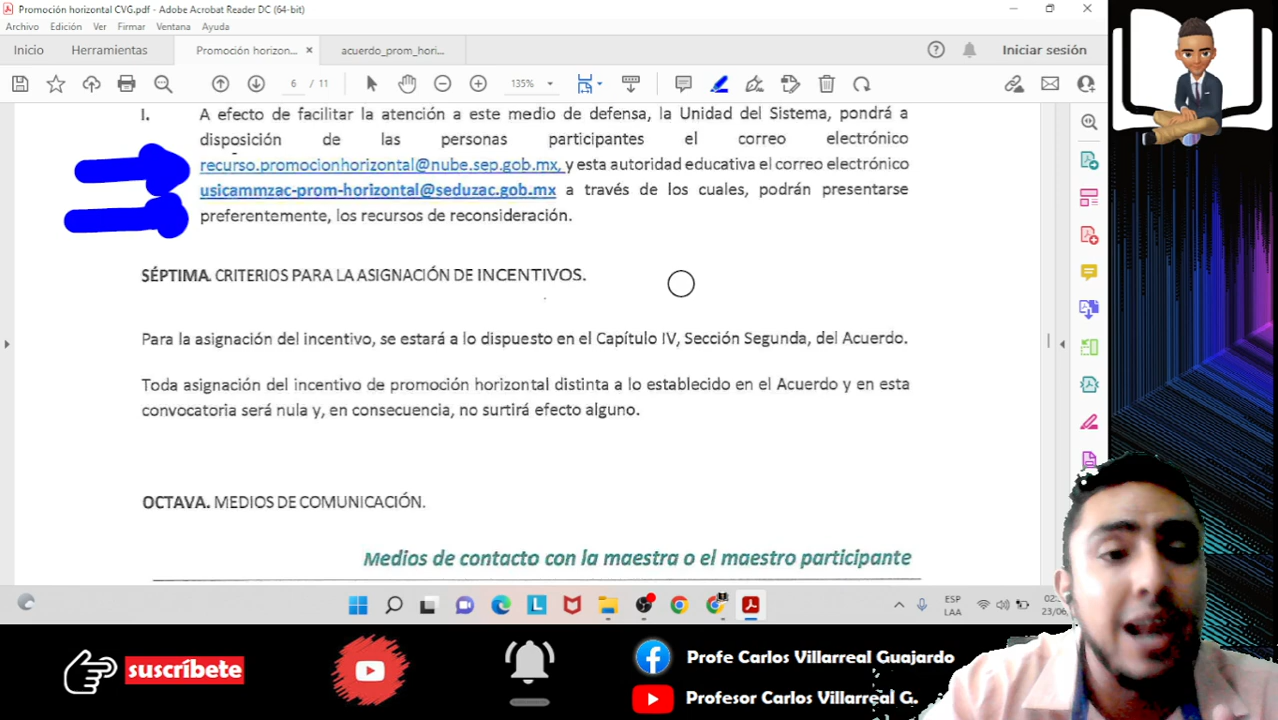 Promoción horizontal CVG.pdf - Adobe Acrobat Reader DC (64-bit)
Archivo Edición Ver Firmar Ventana Ayuda
Inicio Herramientas Promoción horizon... × acuerdo_prom_hori... Iniciar sesión
6 / 11 135%
I. A efecto de facilitar la atención a este medio de defensa, la Unidad del Sistema, pondrá a
disposición de las personas participantes el correo electrónico
recurso.promocionhorizontal@nube.sep.gob.mx, y esta autoridad educativa el correo electrónico
usicammzac-prom-horizontal@seduzac.gob.mx a través de los cuales, podrán presentarse
preferentemente, los recursos de reconsideración.
SÉPTIMA. CRITERIOS PARA LA ASIGNACIÓN DE INCENTIVOS.
Para la asignación del incentivo, se estará a lo dispuesto en el Capítulo IV, Sección Segunda, del Acuerdo.
Toda asignación del incentivo de promoción horizontal distinta a lo establecido en el Acuerdo y en esta
convocatoria será nula y, en consecuencia, no surtirá efecto alguno.
OCTAVA. MEDIOS DE COMUNICACIÓN.
Medios de contacto con la maestra o el maestro participante
ESP
LAA
23/06
suscríbete
Profe Carlos Villarreal Guajardo
Profesor Carlos Villarreal G.